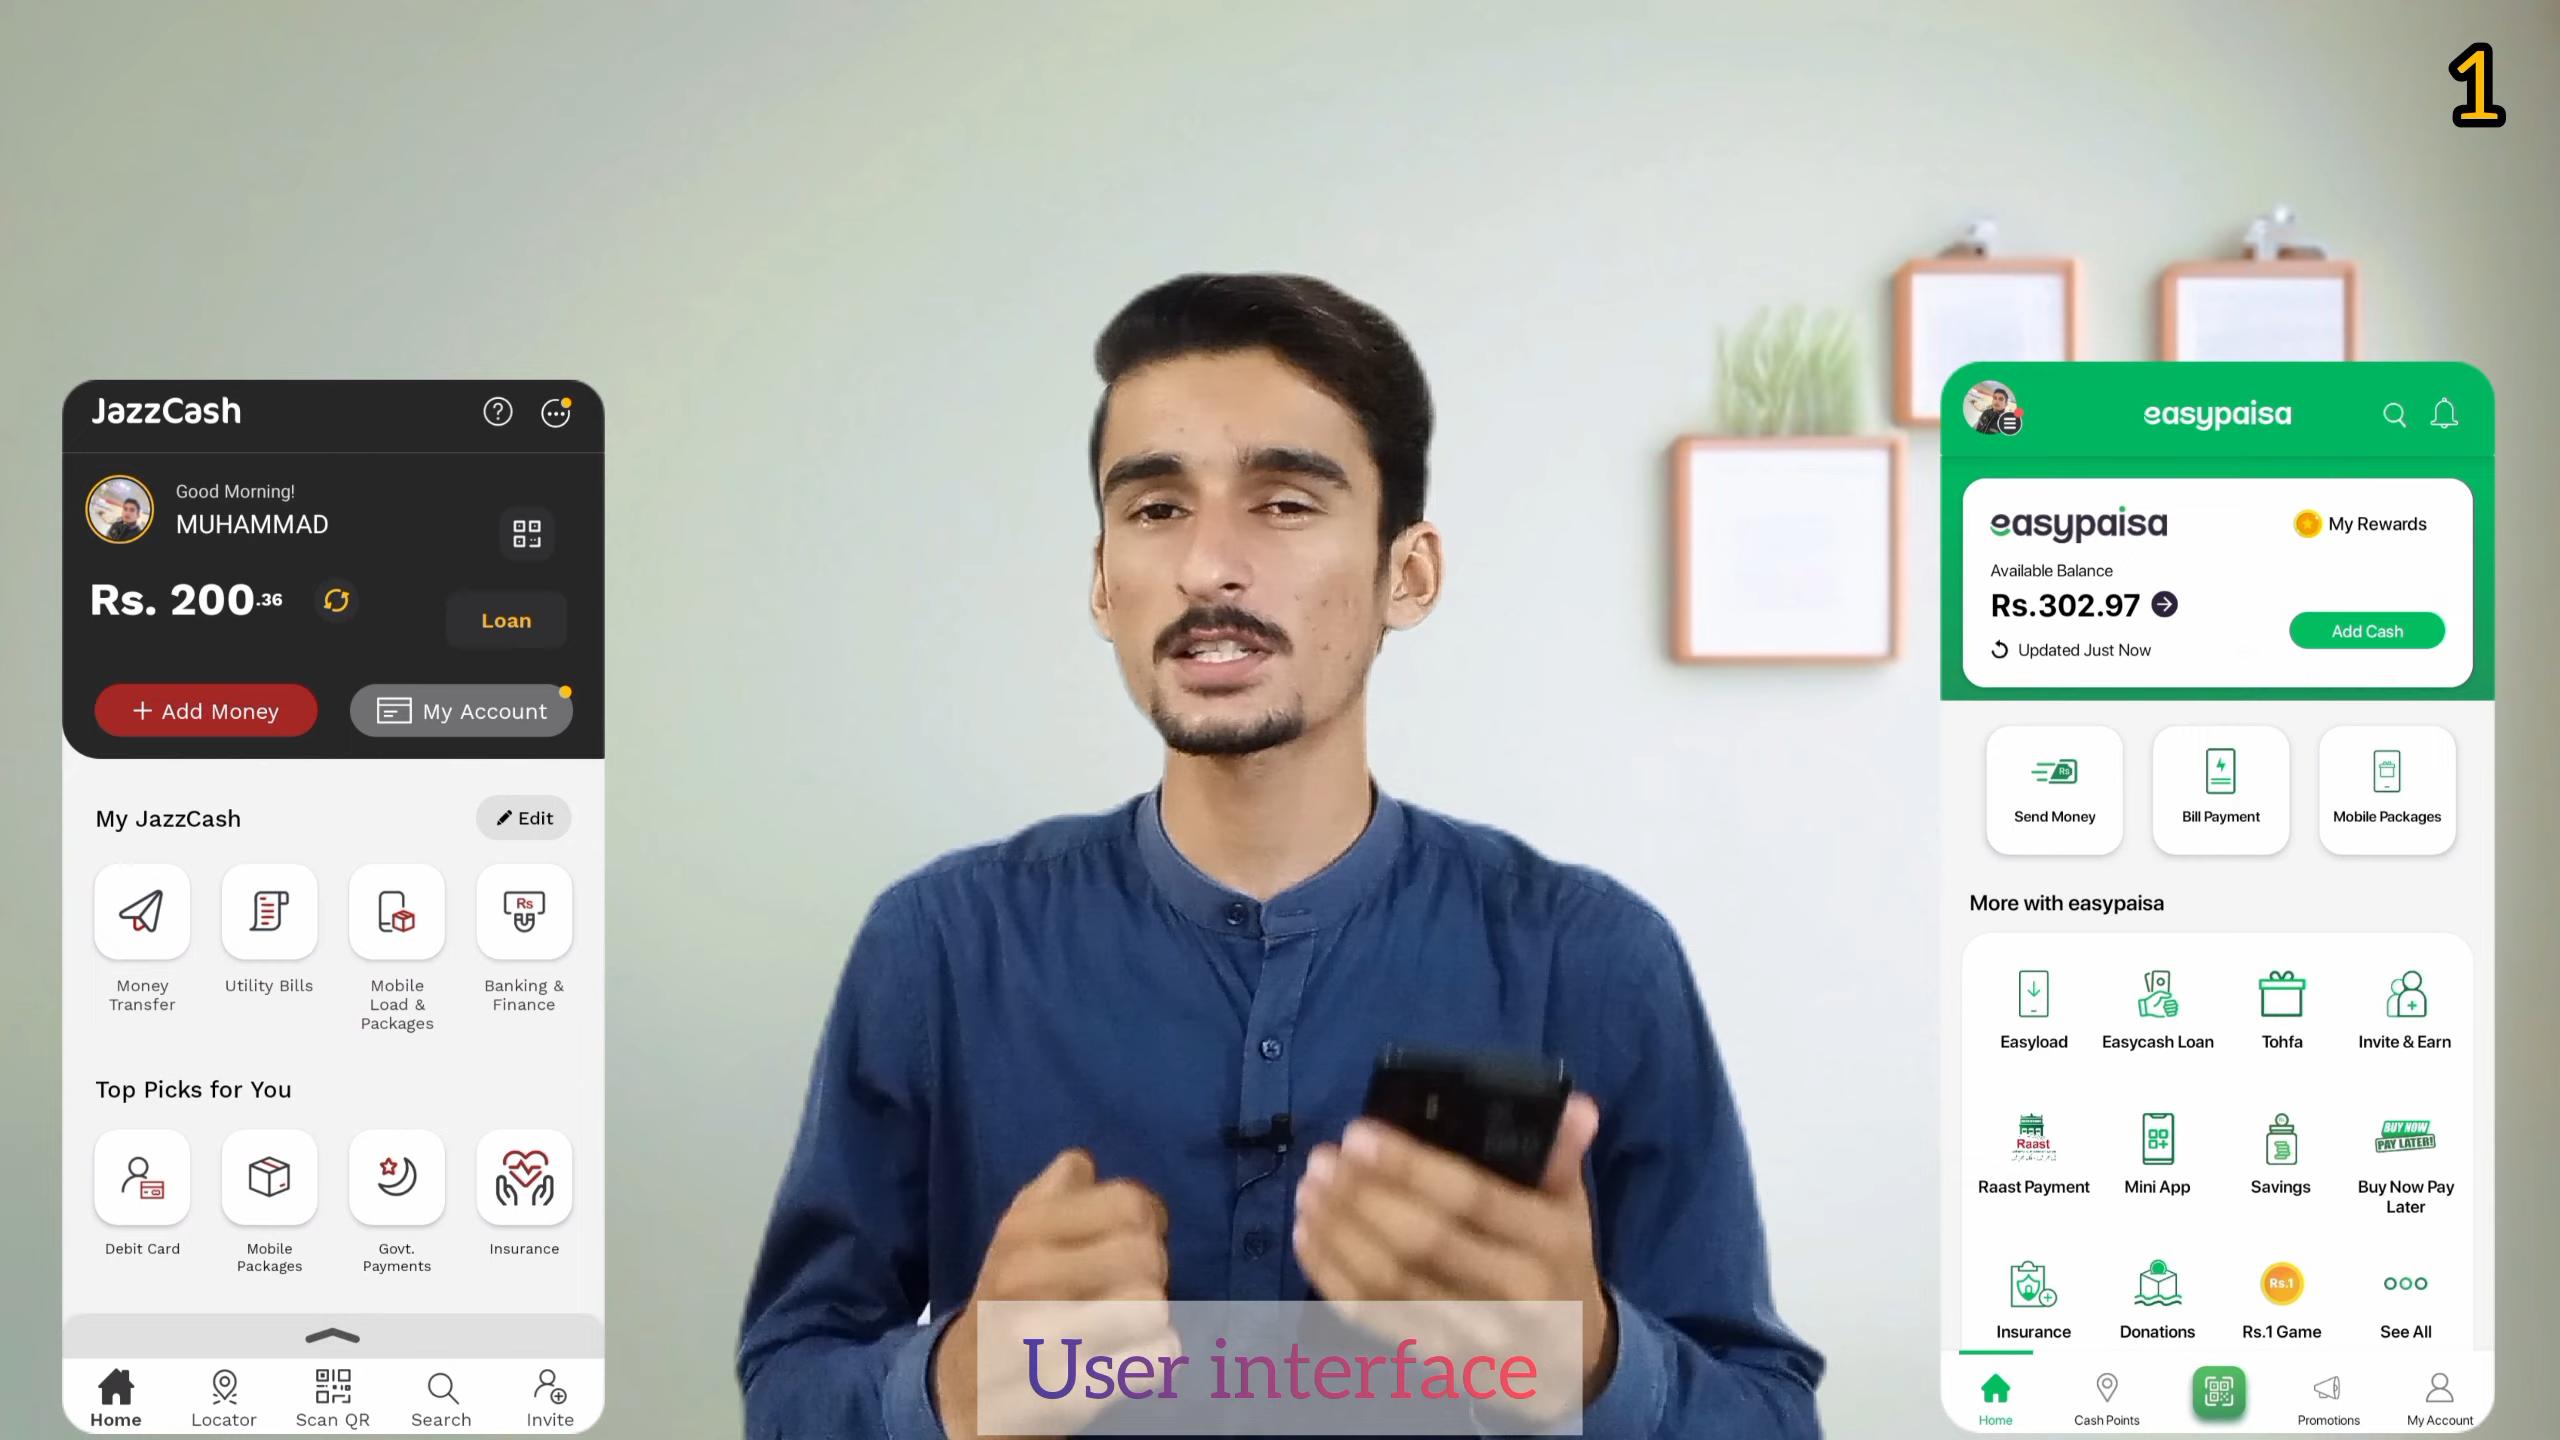 1
JazzCash
Good Morning!
MUHAMMAD
Rs. 200.36
Loan
+ Add Money
My Account
My JazzCash
Edit
Money
Transfer
Utility Bills
Mobile
Load &
Packages
Rs
Banking &
Finance
Top Picks for You
Debit Card
Mobile
Packages
Govt.
Payments
Insurance
Home
Locator
Scan QR
Search
Invite
User interface
easypaisa
easypaisa
My Rewards
Available Balance
Rs.302.97
Add Cash
Updated Just Now
Rs
Send Money
Bill Payment
Mobile Packages
More with easypaisa
Easyload
Easycash Loan
Tohfa
Invite & Earn
Raast
BUY NOW
PAY LATER!
Raast Payment
Mini App
Savings
Buy Now Pay
Later
Rs.1
Insurance
Donations
Rs.1 Game
See All
Home
Cash Points
Promotions
My Account